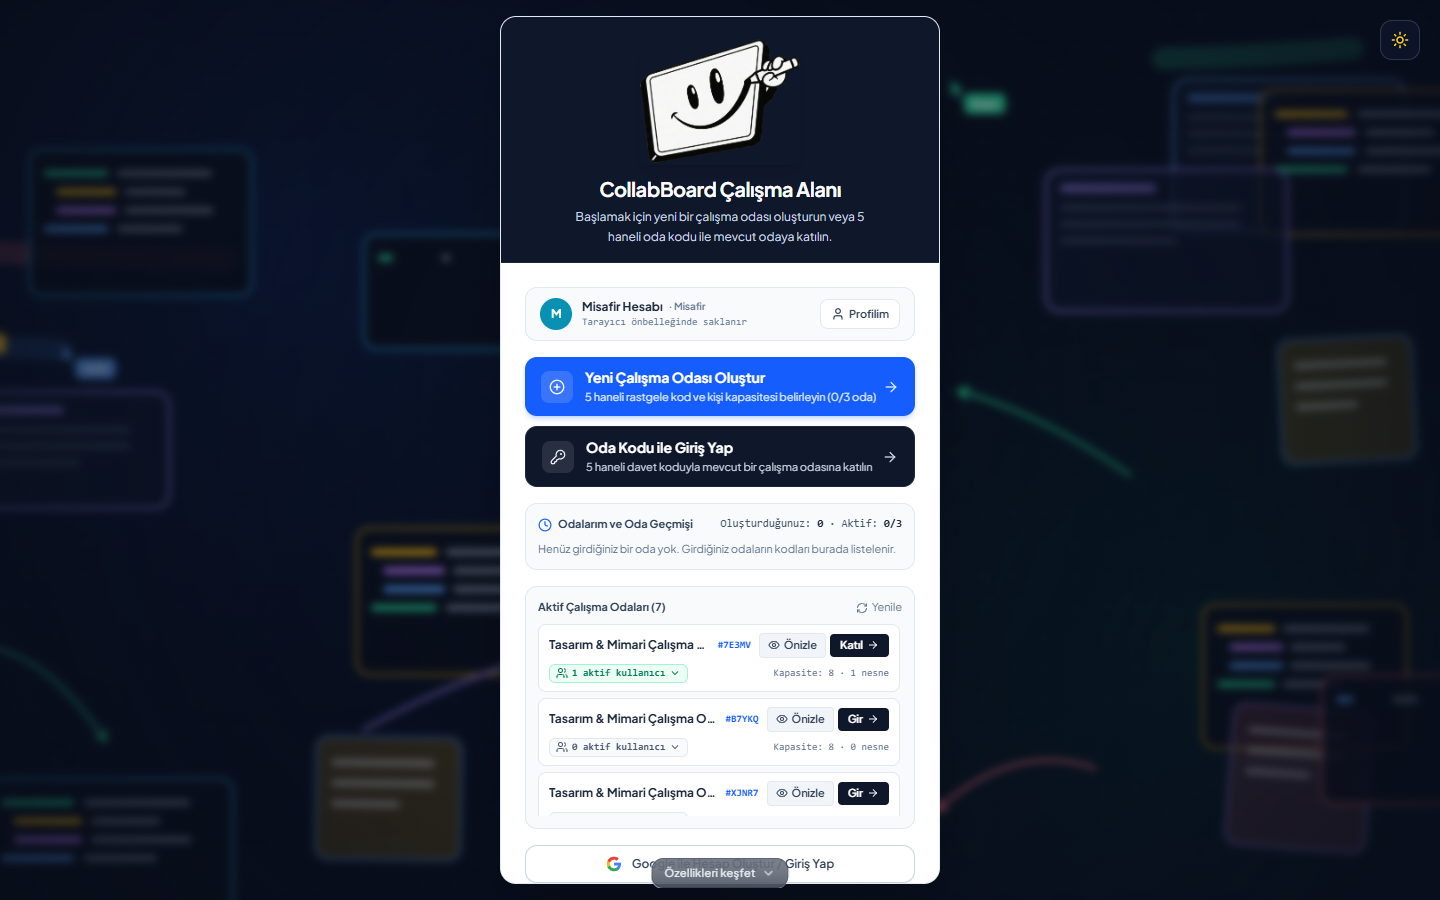 CollabBoard Çalışma Alanı
Başlamak için yeni bir çalışma odası oluşturun veya 5
haneli oda kodu ile mevcut odaya katılın.
M
Misafir Hesabı · Misafir
Tarayıcı önbelleğinde saklanır
Profilim
Yeni Çalışma Odası Oluştur
5 haneli rastgele kod ve kişi kapasitesi belirleyin (0/3 oda)
Oda Kodu ile Giriş Yap
5 haneli davet koduyla mevcut bir çalışma odasına katılın
Odalarım ve Oda Geçmişi
Oluşturduğunuz: 0 · Aktif: 0/3
Henüz girdiğiniz bir oda yok. Girdiğiniz odaların kodları burada listelenir.
Aktif Çalışma Odaları (7)
Yenile
Tasarım & Mimari Çalışma ... #7E3MV Önizle Katıl
1 aktif kullanıcı Kapasite: 8 · 1 nesne
Tasarım & Mimari Çalışma O... #B7YKQ Önizle Gir
0 aktif kullanıcı Kapasite: 8 · 0 nesne
Tasarım & Mimari Çalışma O... #XJNR7 Önizle Gir
Google ile Hesap Oluştur / Giriş Yap
Özellikleri keşfet